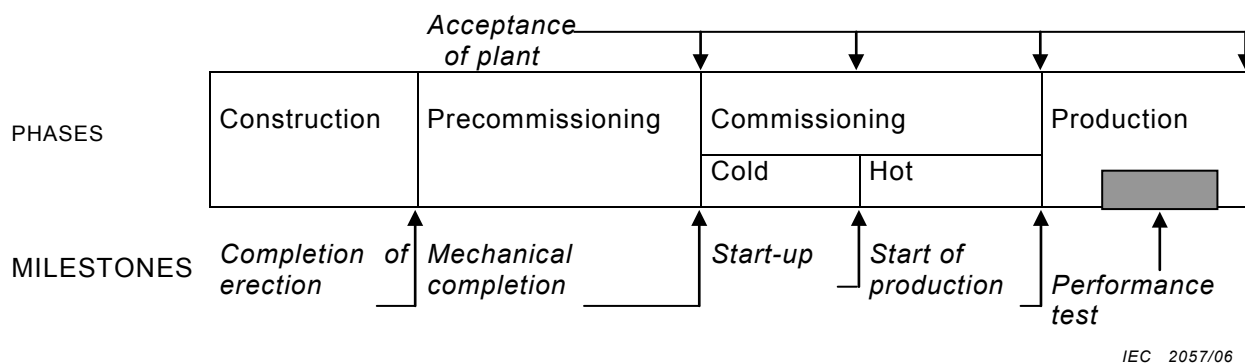 Acceptance
of plant
PHASES
Construction
Precommissioning
Commissioning
Production
Cold
Hot
MILESTONES
Completion of
erection
Mechanical
completion
Start-up
Start of
production
Performance
test
IEC 2057/06